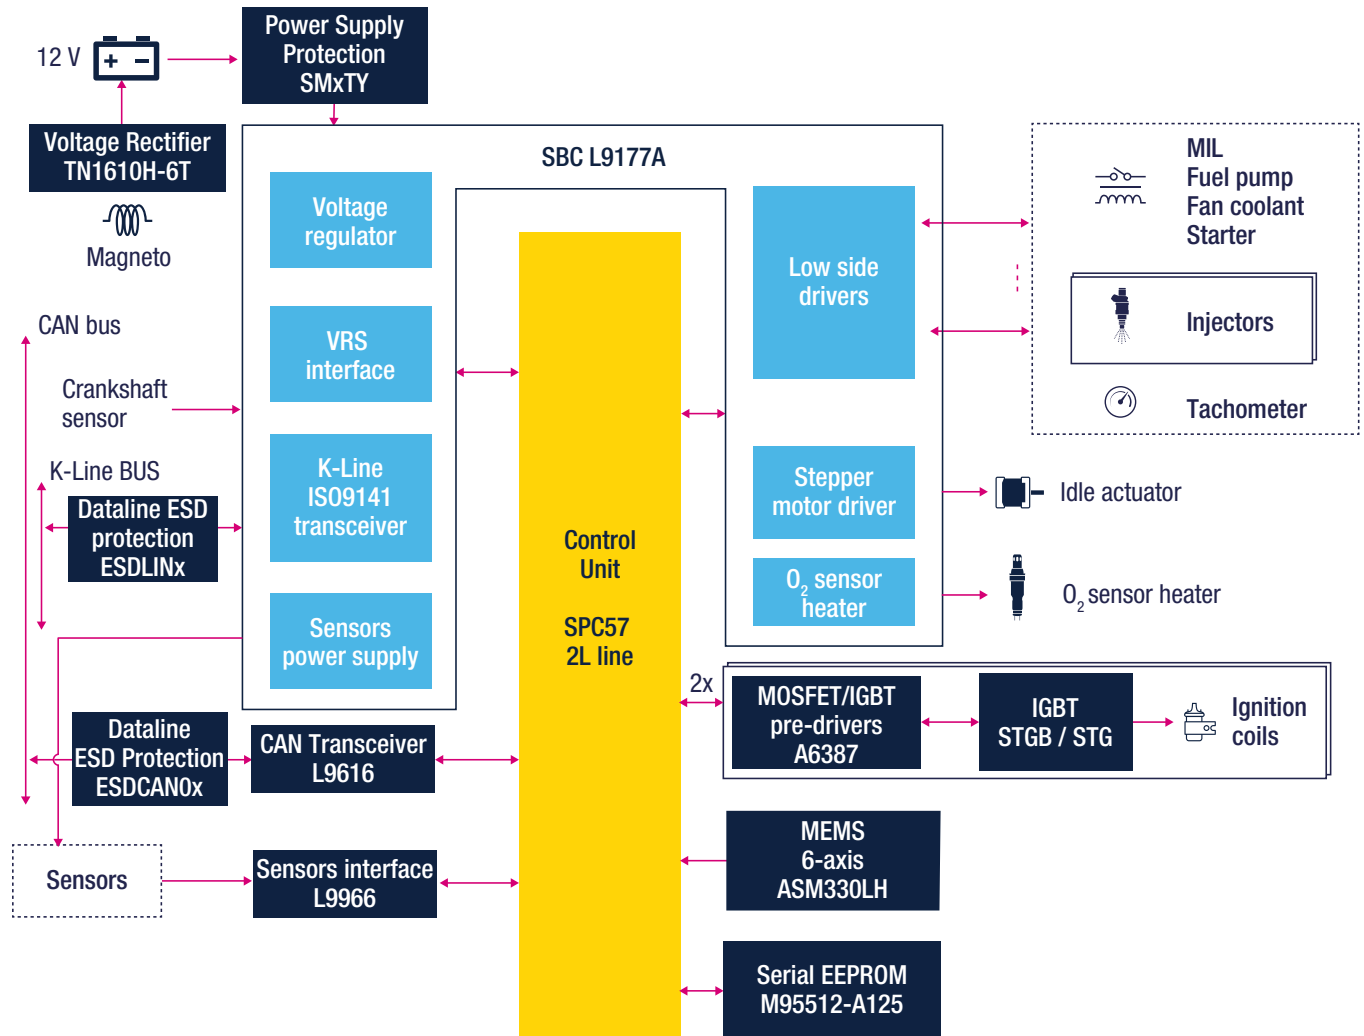 12 V
+ −
Power Supply
Protection
SMxTY
Voltage Rectifier
TN1610H-6T
Magneto
CAN bus
Crankshaft
sensor
K-Line BUS
Dataline ESD
protection
ESDLINx
SBC L9177A
Voltage
regulator
VRS
interface
K-Line
ISO9141
transceiver
Sensors
power supply
Control
Unit
SPC57
2L line
Low side
drivers
Stepper
motor driver
O₂ sensor
heater
MIL
Fuel pump
Fan coolant
Starter
Injectors
Tachometer
Idle actuator
O₂ sensor heater
2x
MOSFET/IGBT
pre-drivers
A6387
IGBT
STGB / STG
Ignition
coils
Dataline
ESD Protection
ESDCAN0x
CAN Transceiver
L9616
Sensors
Sensors interface
L9966
MEMS
6-axis
ASM330LH
Serial EEPROM
M95512-A125